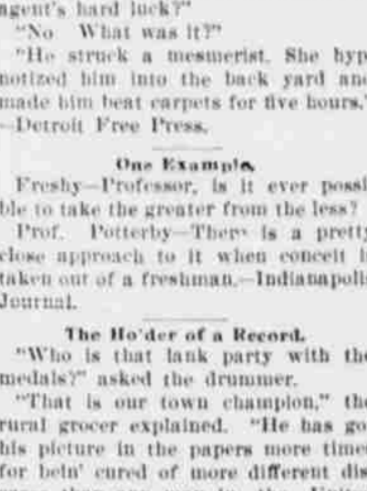 agent's hard luck?"
"No What was it?"
"He struck a mesmerist. She hyp
notized him into the back yard and
made him beat carpets for five hours."
—Detroit Free Press.
One Example.
Freshy—Professor, is it ever possi
ble to take the greater from the less?
Prof. Potterby—There is a pretty
close approach to it when conceit i
taken out of a freshman.—Indianapoli
Journal.
The Ho'der of a Record.
"Who is that lank party with the
medals?" asked the drummer.
"That is our town champion," the
rural grocer explained. "He has go
his picture in the papers more time
for bein' cured of more different dis